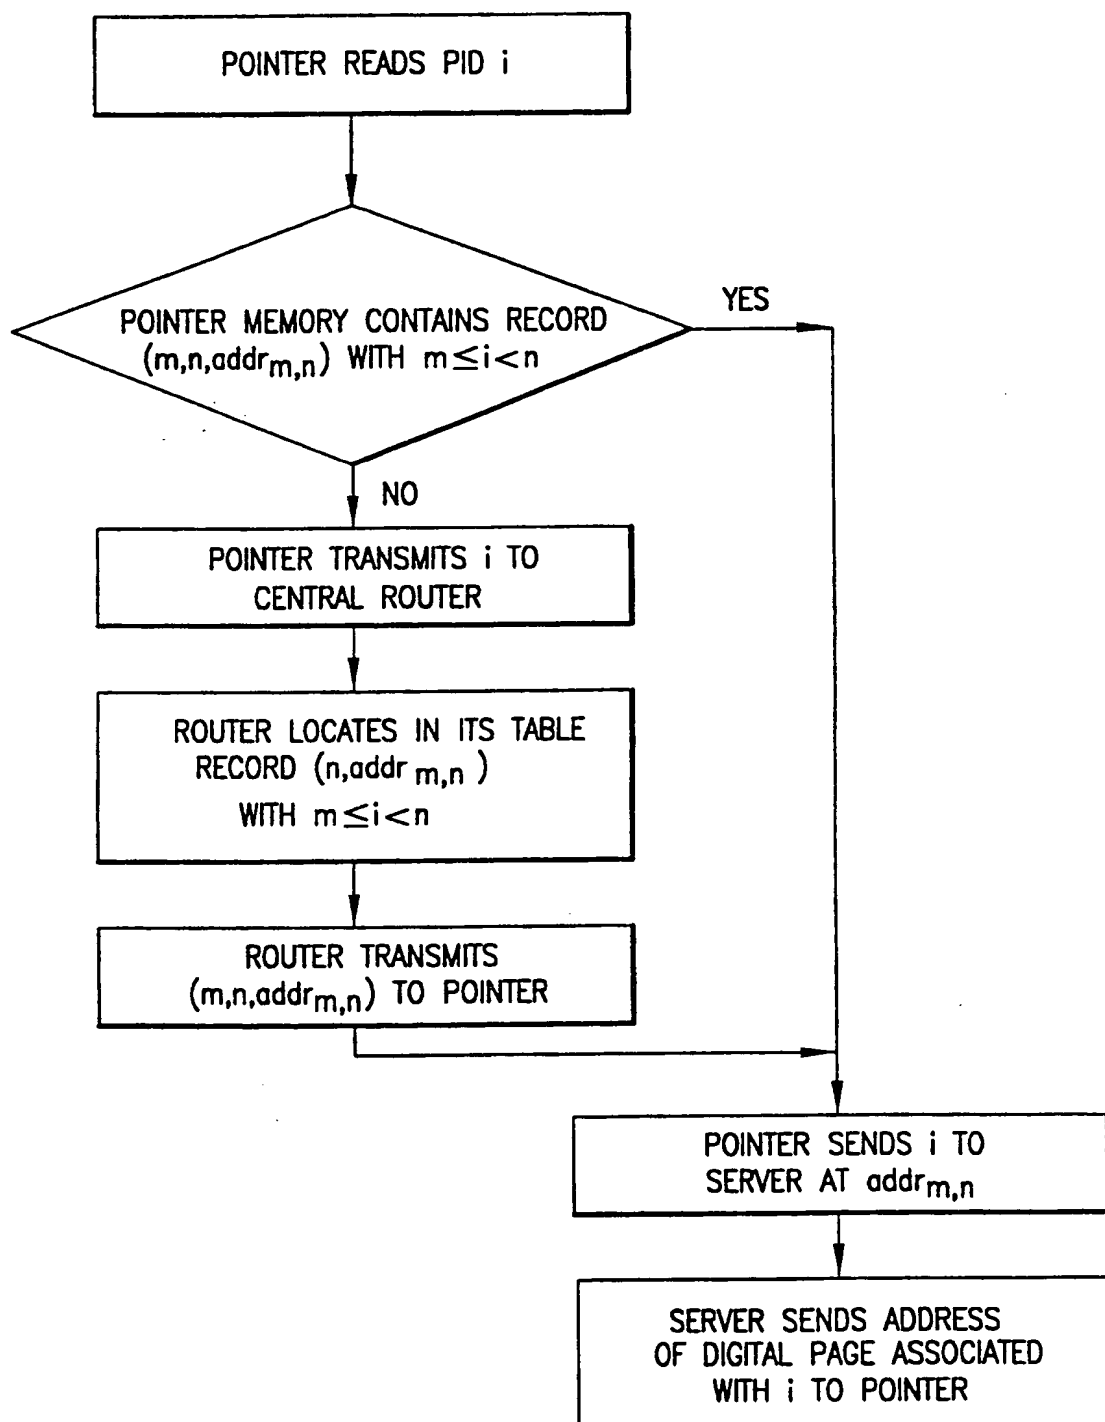 POINTER READS PID i
POINTER MEMORY CONTAINS RECORD
(m,n,addrm,n) WITH m≤i<n
YES
NO
POINTER TRANSMITS i TO
CENTRAL ROUTER
ROUTER LOCATES IN ITS TABLE
RECORD (n,addr m,n )
WITH m≤i<n
ROUTER TRANSMITS
(m,n,addrm,n) TO POINTER
POINTER SENDS i TO
SERVER AT addrm,n
SERVER SENDS ADDRESS
OF DIGITAL PAGE ASSOCIATED
WITH i TO POINTER